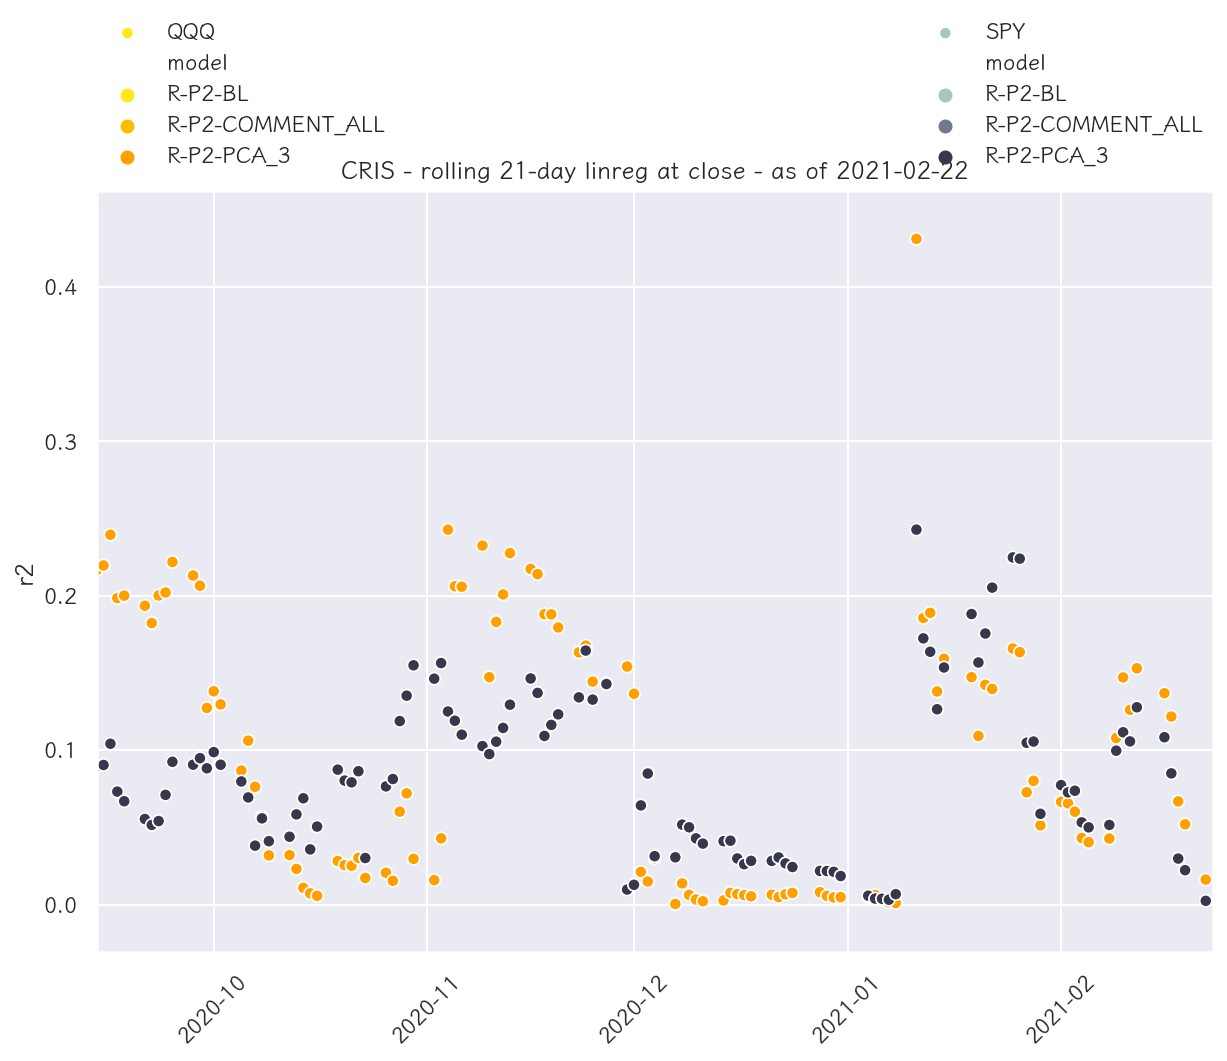 QQQ
model
R-P2-BL
R-P2-COMMENT_ALL
R-P2-PCA_3
SPY
model
R-P2-BL
R-P2-COMMENT_ALL
R-P2-PCA_3
CRIS - rolling 21-day linreg at close - as of 2021-02-22
r2
0.4
0.3
0.2
0.1
0.0
2020-10
2020-11
2020-12
2021-01
2021-02